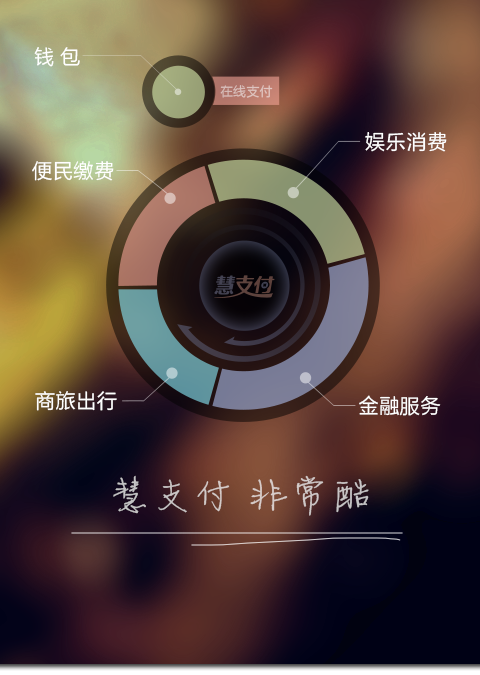 钱 包
在线支付
娱乐消费
便民缴费
慧支付
商旅出行
金融服务
慧支付 非常酷